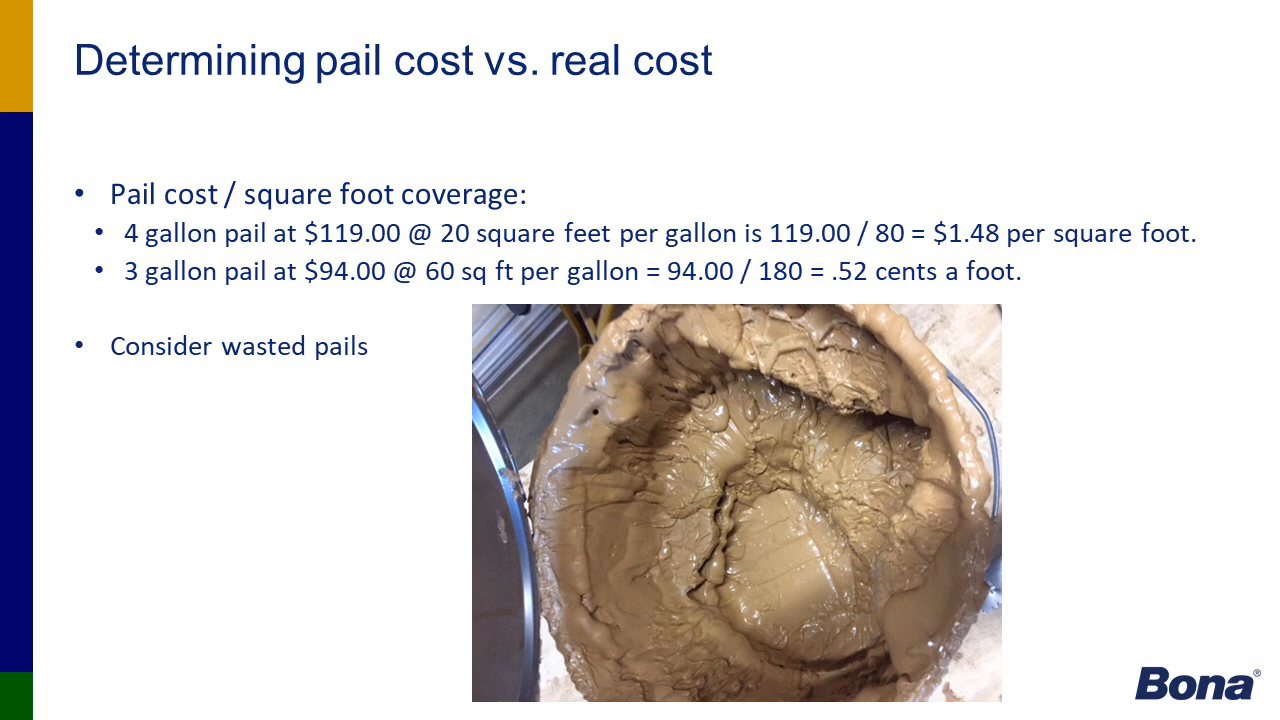 Determining pail cost vs. real cost
• Pail cost / square foot coverage:
• 4 gallon pail at $119.00 @ 20 square feet per gallon is 119.00 / 80 = $1.48 per square foot.
• 3 gallon pail at $94.00 @ 60 sq ft per gallon = 94.00 / 180 = .52 cents a foot.
• Consider wasted pails
Bona®